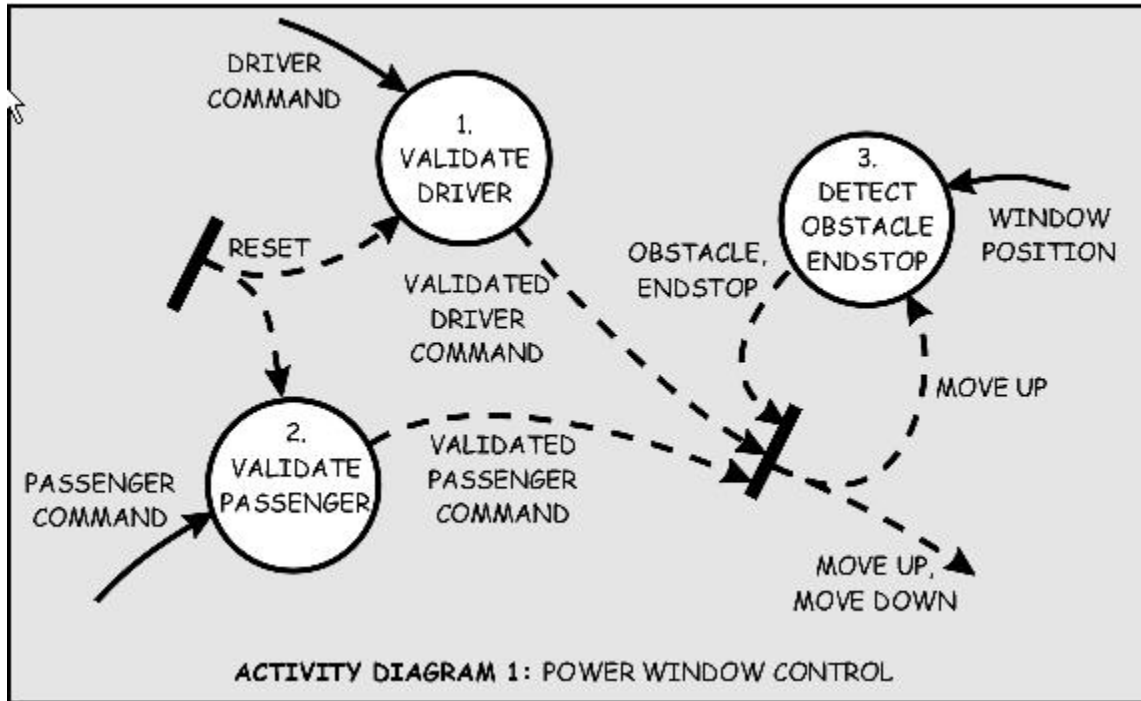 DRIVER
COMMAND
1.
VALIDATE
DRIVER
3.
DETECT
OBSTACLE
ENDSTOP
WINDOW
POSITION
RESET
OBSTACLE,
ENDSTOP
VALIDATED
DRIVER
COMMAND
MOVE UP
2.
VALIDATE
PASSENGER
PASSENGER
COMMAND
VALIDATED
PASSENGER
COMMAND
MOVE UP,
MOVE DOWN
ACTIVITY DIAGRAM 1: POWER WINDOW CONTROL